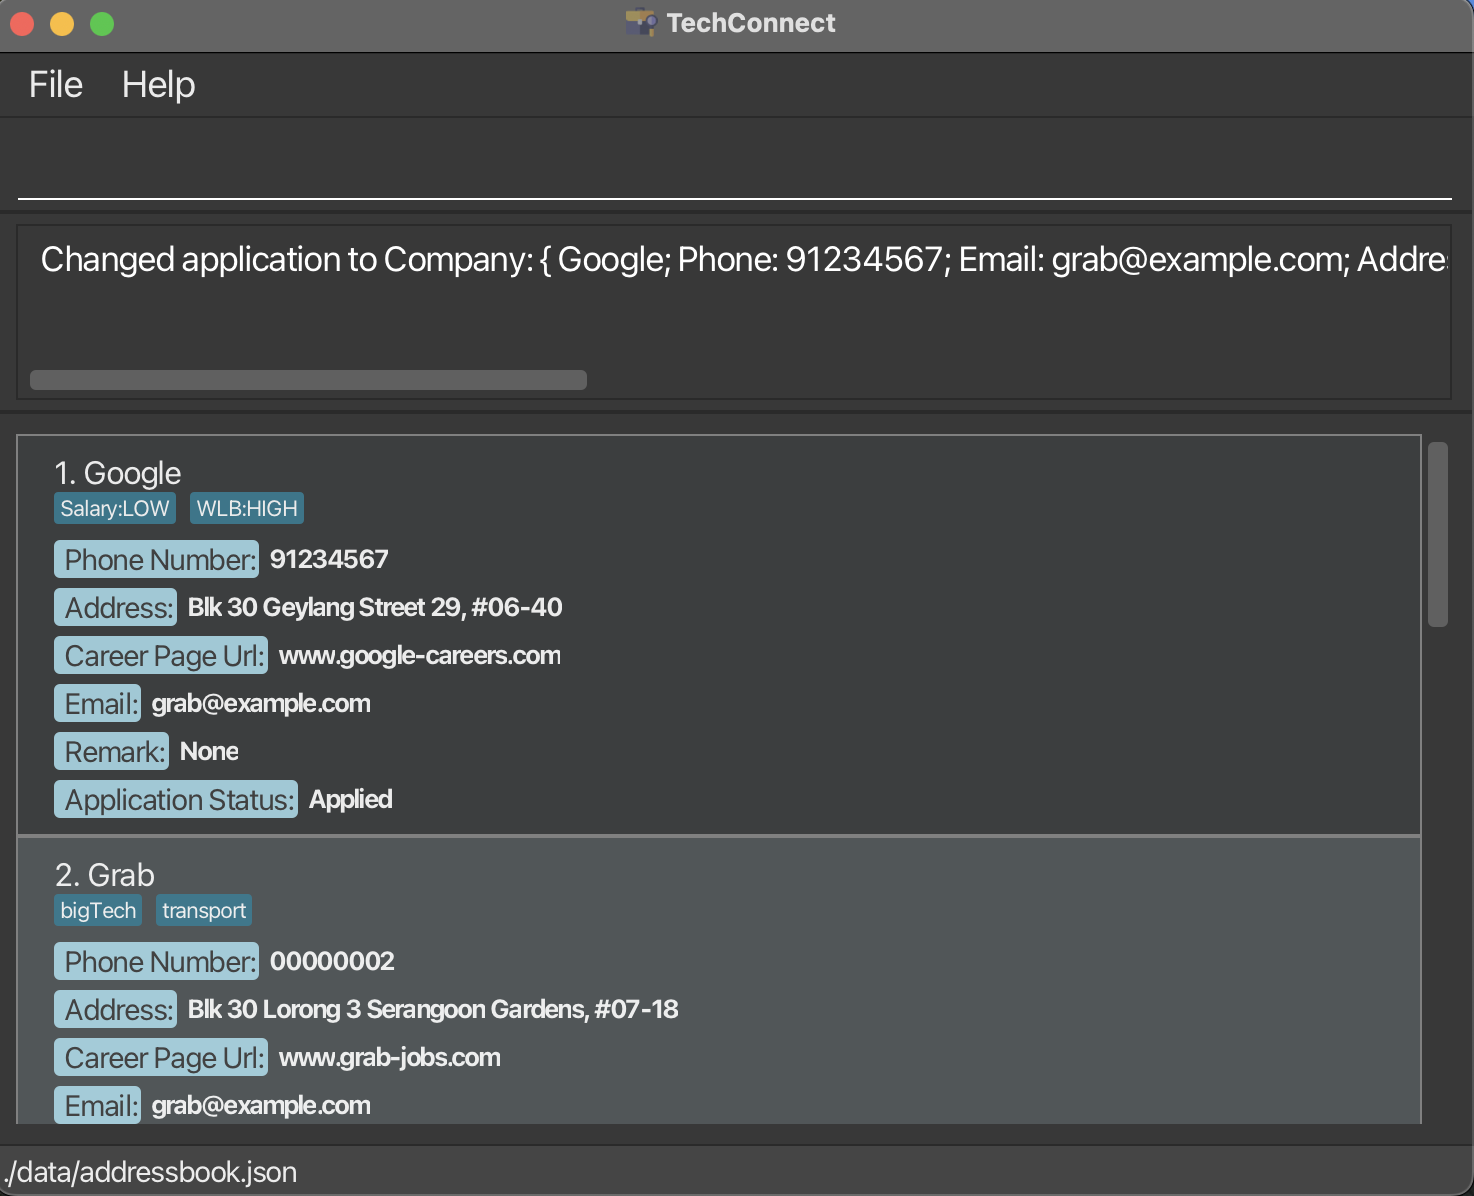 TechConnect
File Help
Changed application to Company: { Google; Phone: 91234567; Email: grab@example.com; Addre
1. Google
Salary:LOW WLB:HIGH
Phone Number: 91234567
Address: Blk 30 Geylang Street 29, #06-40
Career Page Url: www.google-careers.com
Email: grab@example.com
Remark: None
Application Status: Applied
2. Grab
bigTech transport
Phone Number: 00000002
Address: Blk 30 Lorong 3 Serangoon Gardens, #07-18
Career Page Url: www.grab-jobs.com
Email: grab@example.com
./data/addressbook.json